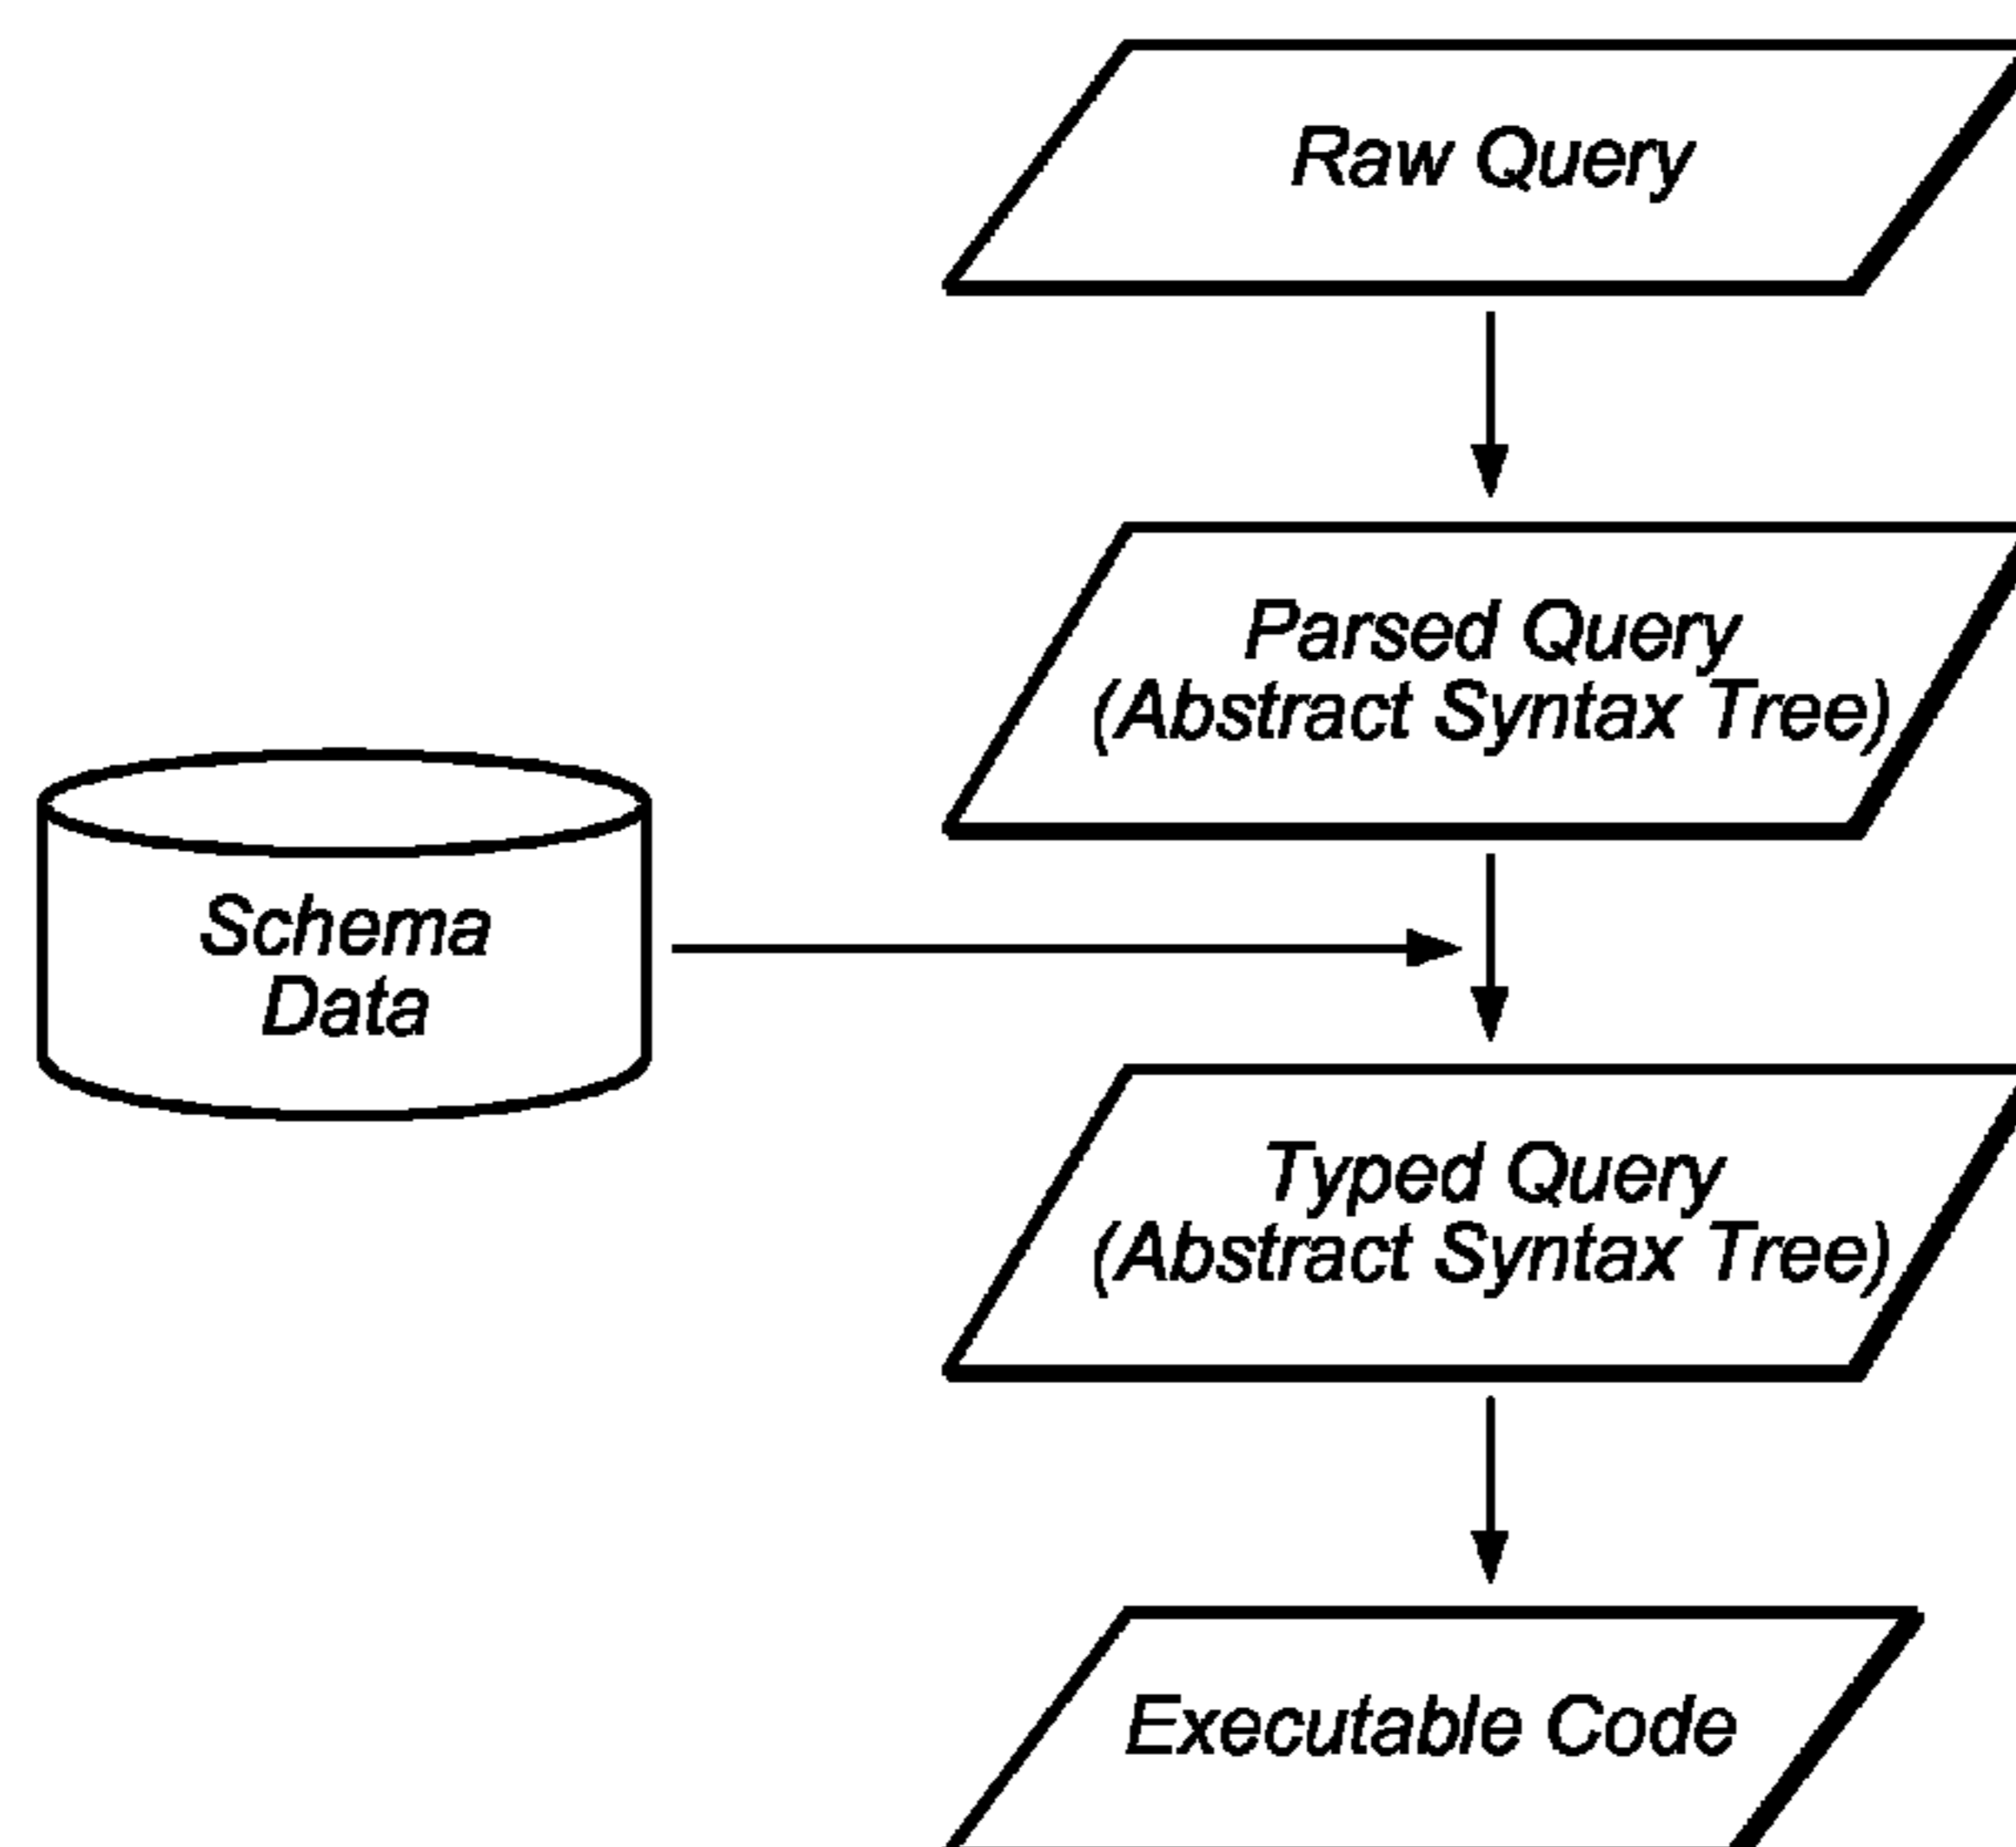 Raw Query
Parsed Query
(Abstract Syntax Tree)
Schema
Data
Typed Query
(Abstract Syntax Tree)
Executable Code